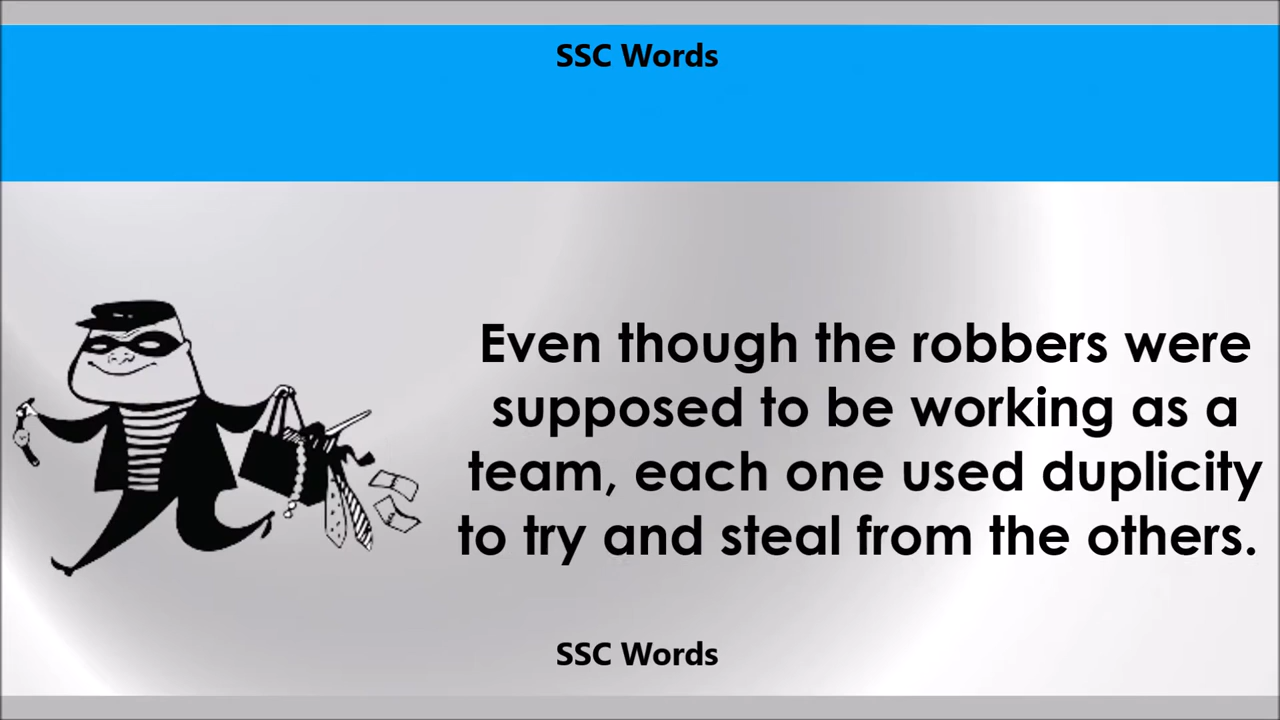 SSC Words
Even though the robbers were
supposed to be working as a
team, each one used duplicity
to try and steal from the others.
SSC Words